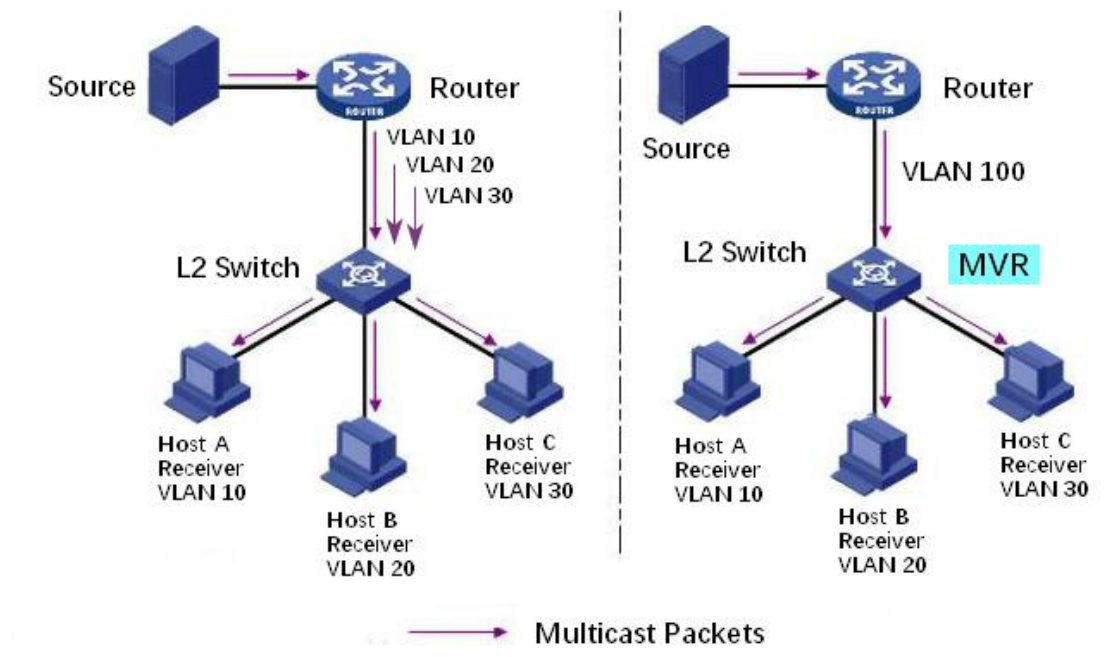 Source
Router
ROUTER
VLAN 10
VLAN 20
VLAN 30
L2 Switch
Host A
Receiver
VLAN 10
Host B
Receiver
VLAN 20
Host C
Receiver
VLAN 30
Source
Router
ROUTER
VLAN 100
L2 Switch
MVR
Host A
Receiver
VLAN 10
Host B
Receiver
VLAN 20
Host C
Receiver
VLAN 30
Multicast Packets